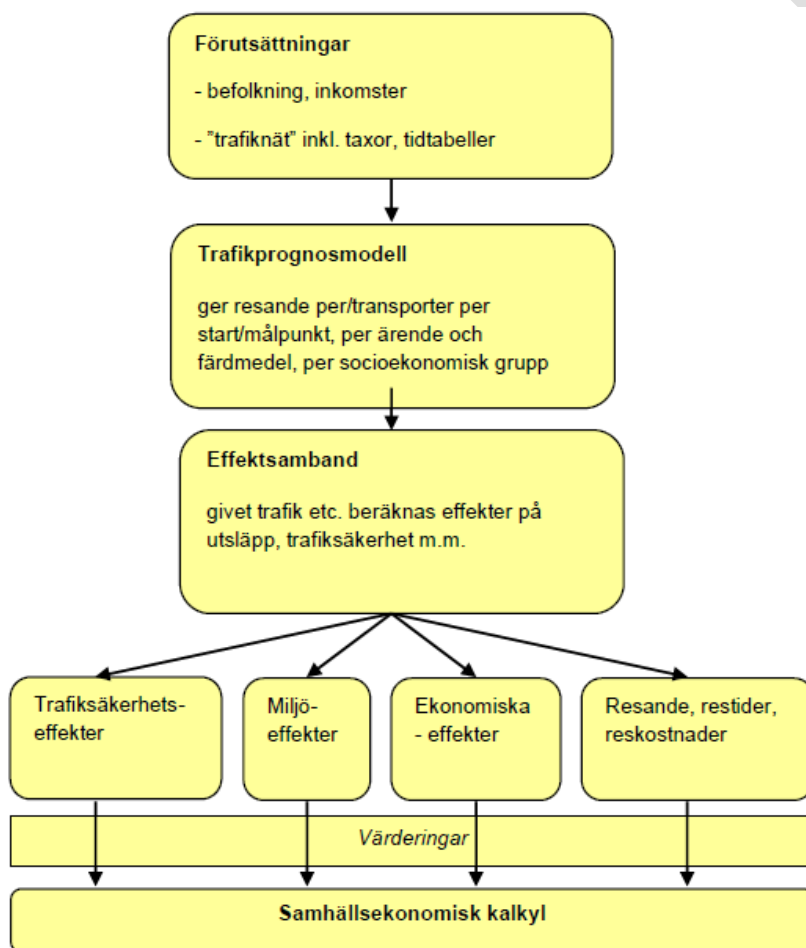 Förutsättningar
- befolkning, inkomster
- ”trafiknät” inkl. taxor, tidtabeller
Trafikprognosmodell
ger resande per/transporter per
start/målpunkt, per ärende och
färdmedel, per socioekonomisk grupp
Effektsamband
givet trafik etc. beräknas effekter på
utsläpp, trafiksäkerhet m.m.
Trafiksäkerhets-
effekter
Miljö-
effekter
Ekonomiska
- effekter
Resande, restider,
reskostnader
Värderingar
Samhällsekonomisk kalkyl